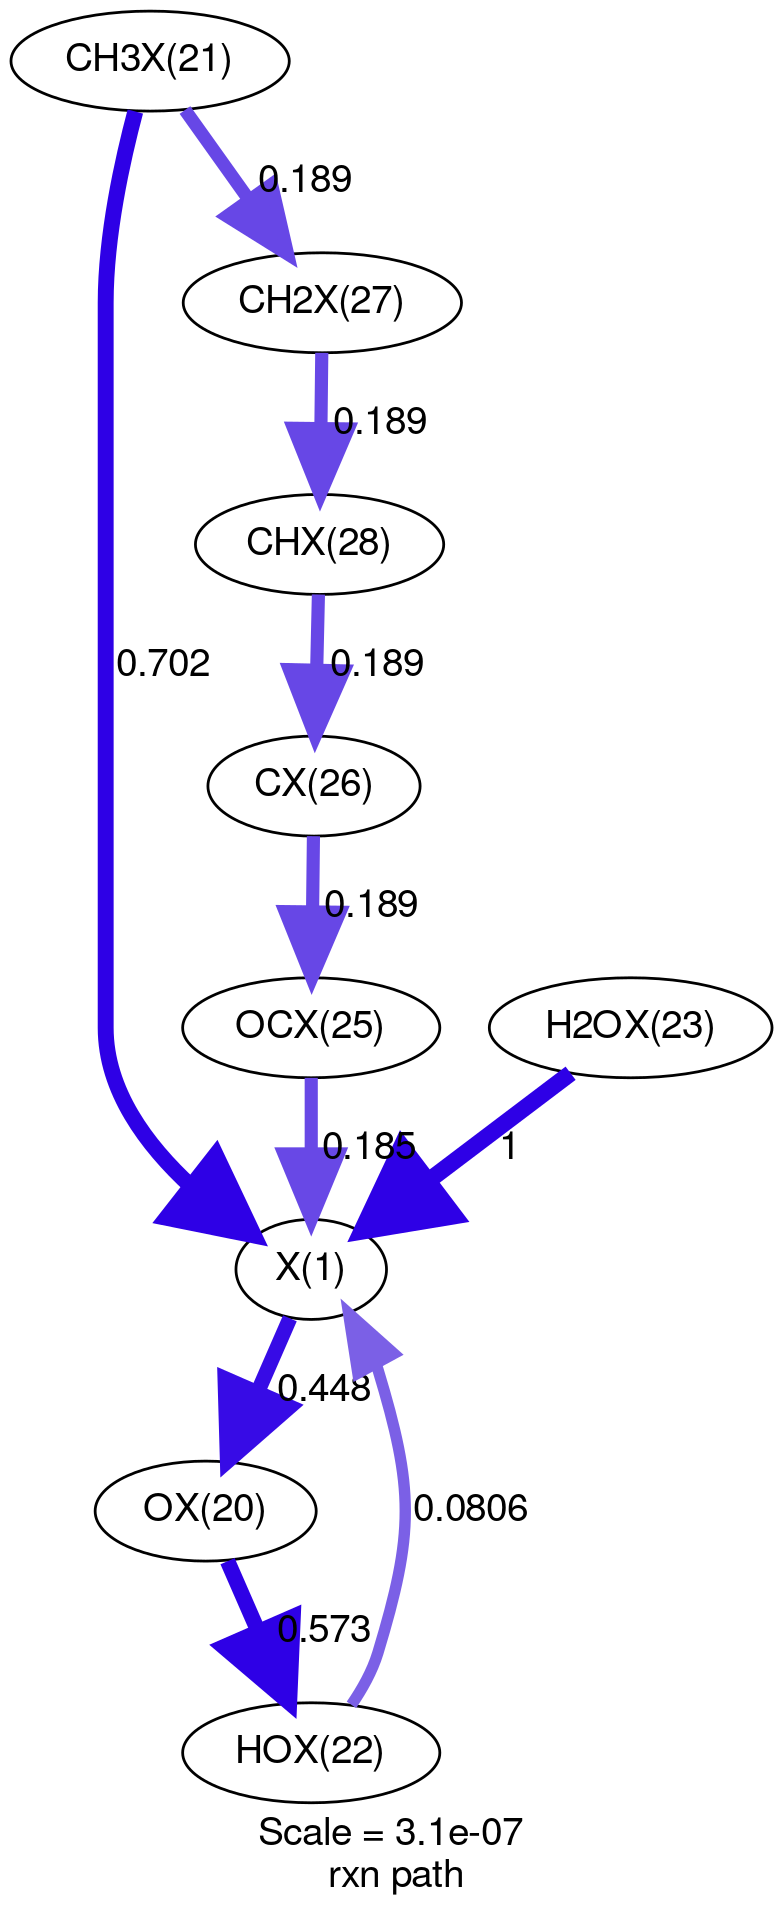 CH3X(21)
0.189
CH2X(27)
0.189
CHX(28)
0.702
0.189
CX(26)
0.189
OCX(25)
H2OX(23)
0.185
1
X(1)
0.448
OX(20)
0.0806
0.573
HOX(22)
Scale = 3.1e-07
rxn path